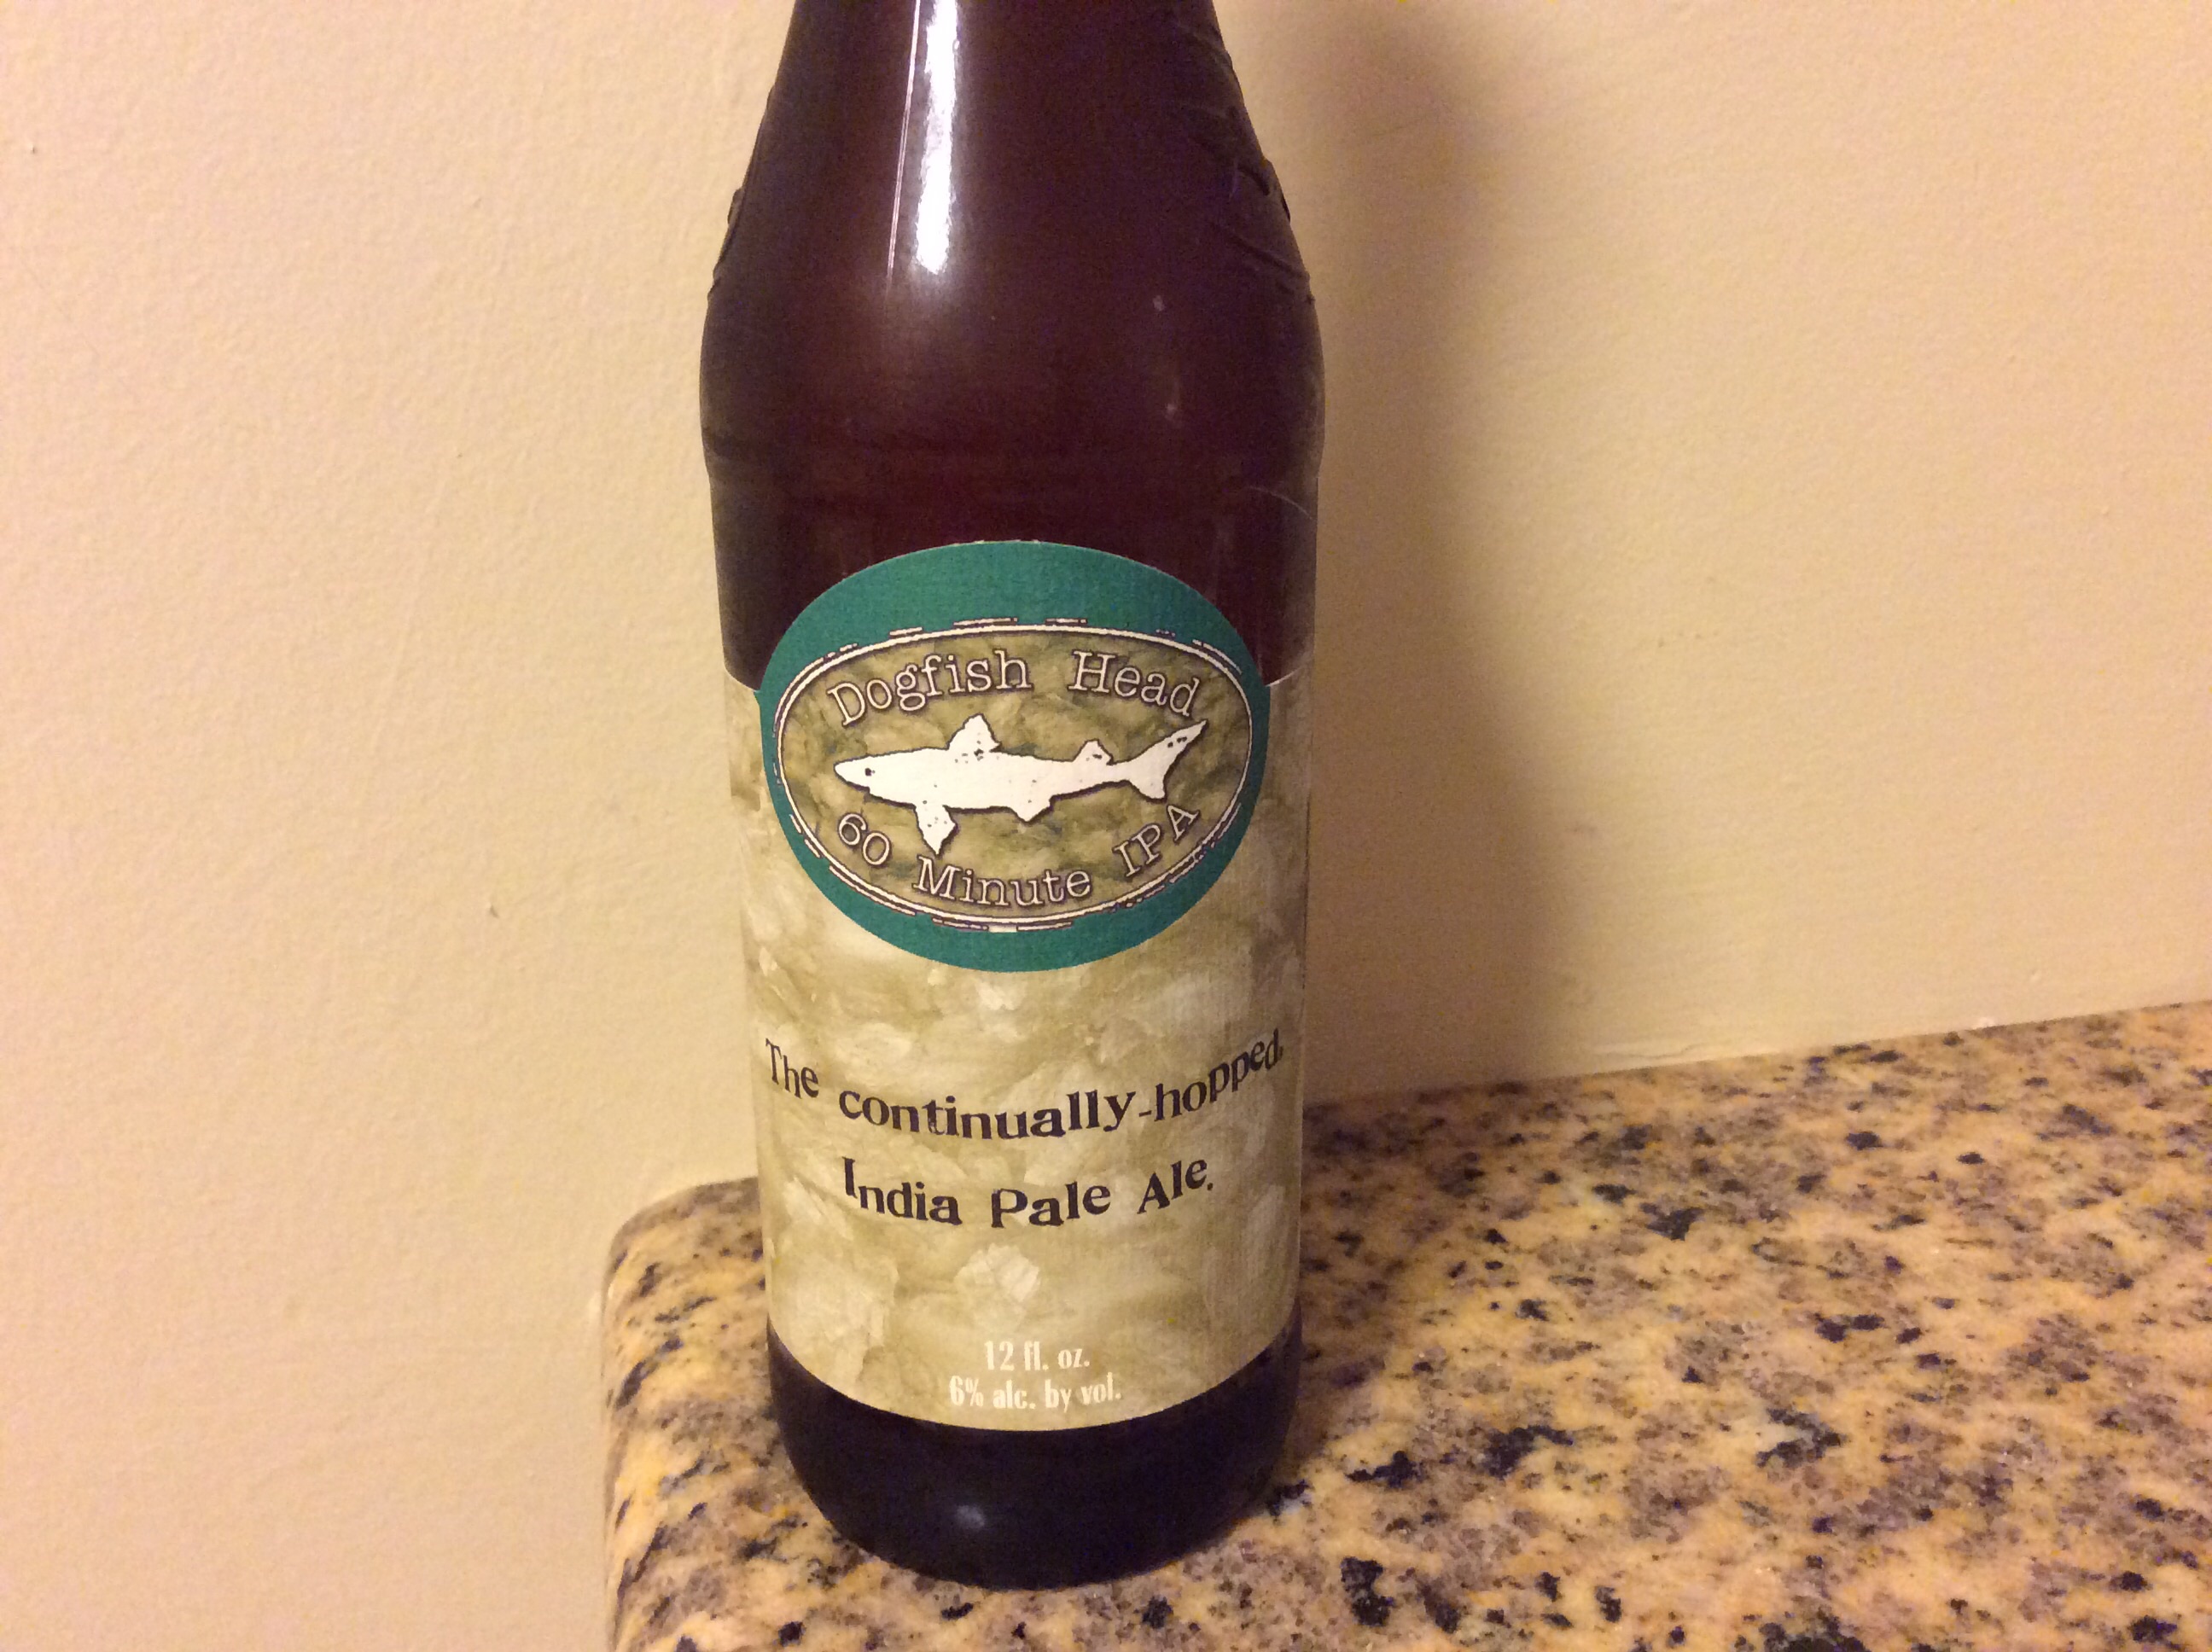 Dogfish Head
60 Minute IPA
The continually-hopped
India Pale Ale.
12 fl. oz.
6% alc. by vol.